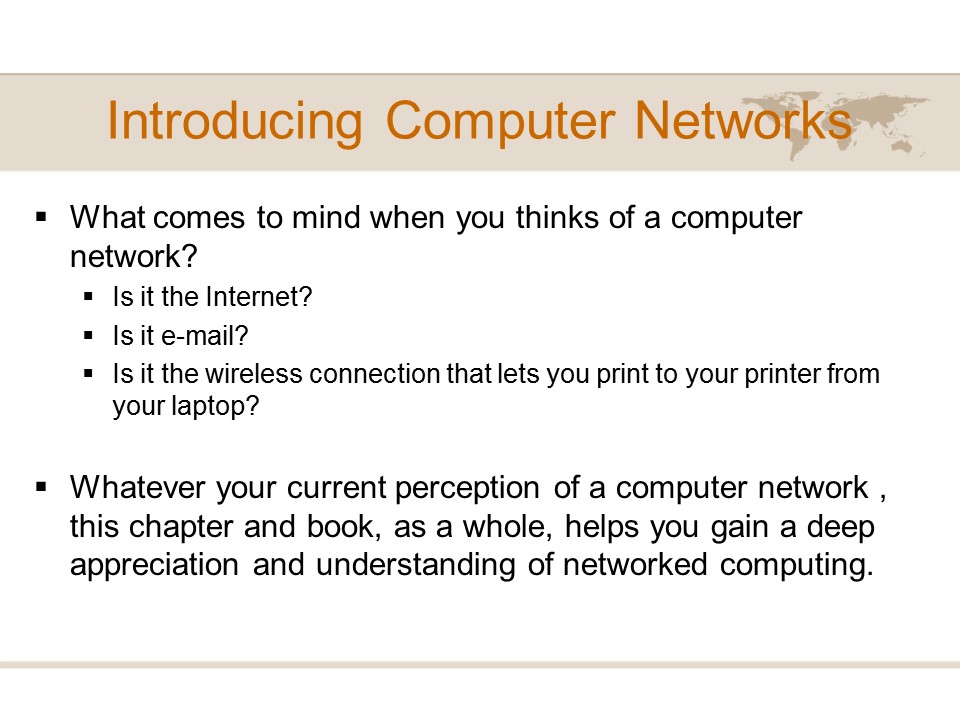 Introducing Computer Networks
▪ What comes to mind when you thinks of a computer
network?
▪ Is it the Internet?
▪ Is it e-mail?
▪ Is it the wireless connection that lets you print to your printer from
your laptop?
▪ Whatever your current perception of a computer network ,
this chapter and book, as a whole, helps you gain a deep
appreciation and understanding of networked computing.